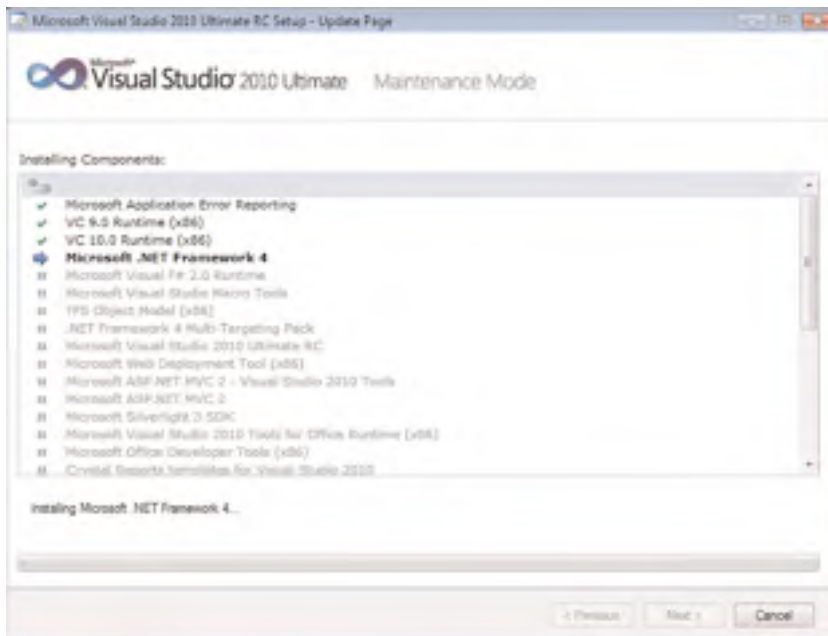 Microsoft Visual Studio 2010 Ultimate RC Setup - Update Page
Microsoft
Visual Studio 2010 Ultimate Maintenance Mode
Installing Components:
Microsoft Application Error Reporting
VC 9.0 Runtime (x86)
VC 10.0 Runtime (x86)
Microsoft .NET Framework 4
Microsoft Visual F# 2.0 Runtime
Microsoft Visual Studio Macro Tools
TFS Object Model (x86)
.NET Framework 4 Multi-Targeting Pack
Microsoft Visual Studio 2010 Ultimate RC
Microsoft Web Deployment Tool (x86)
Microsoft ASP.NET MVC 2 - Visual Studio 2010 Tools
Microsoft ASP.NET MVC 2
Microsoft Silverlight 3 SDK
Microsoft Visual Studio 2010 Tools for Office Runtime (x86)
Microsoft Office Developer Tools (x86)
Crystal Reports templates for Visual Studio 2010
Installing Microsoft .NET Framework 4...
< Previous Next > Cancel